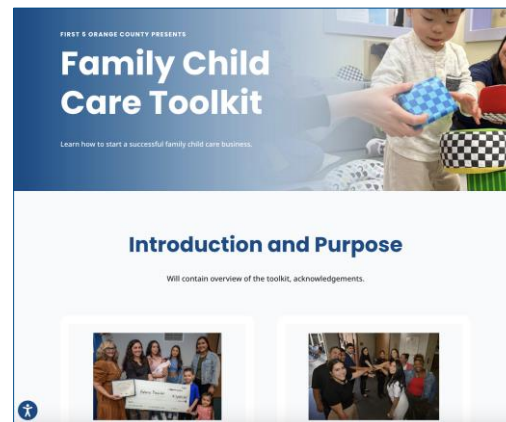 FIRST 5 ORANGE COUNTY PRESENTS
Family Child
Care Toolkit
Learn how to start a successful family child care business.
Introduction and Purpose
Will contain overview of the toolkit, acknowledgements.